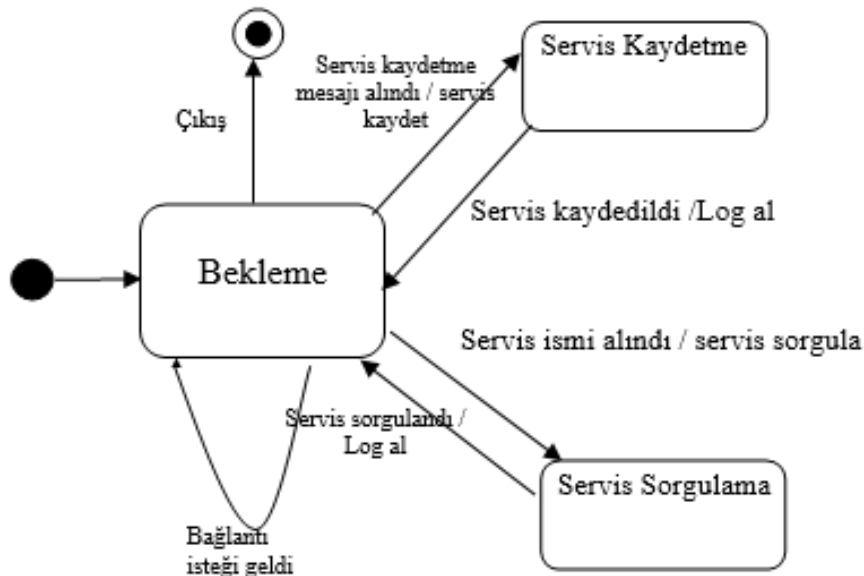 Servis Kaydetme
Servis kaydetme
mesajı alındı / servis
kaydet
Çıkış
Servis kaydedildi /Log al
Bekleme
Servis ismi alındı / servis sorgula
Servis sorgulandı /
Log al
Servis Sorgulama
Bağlantı
isteği geldi